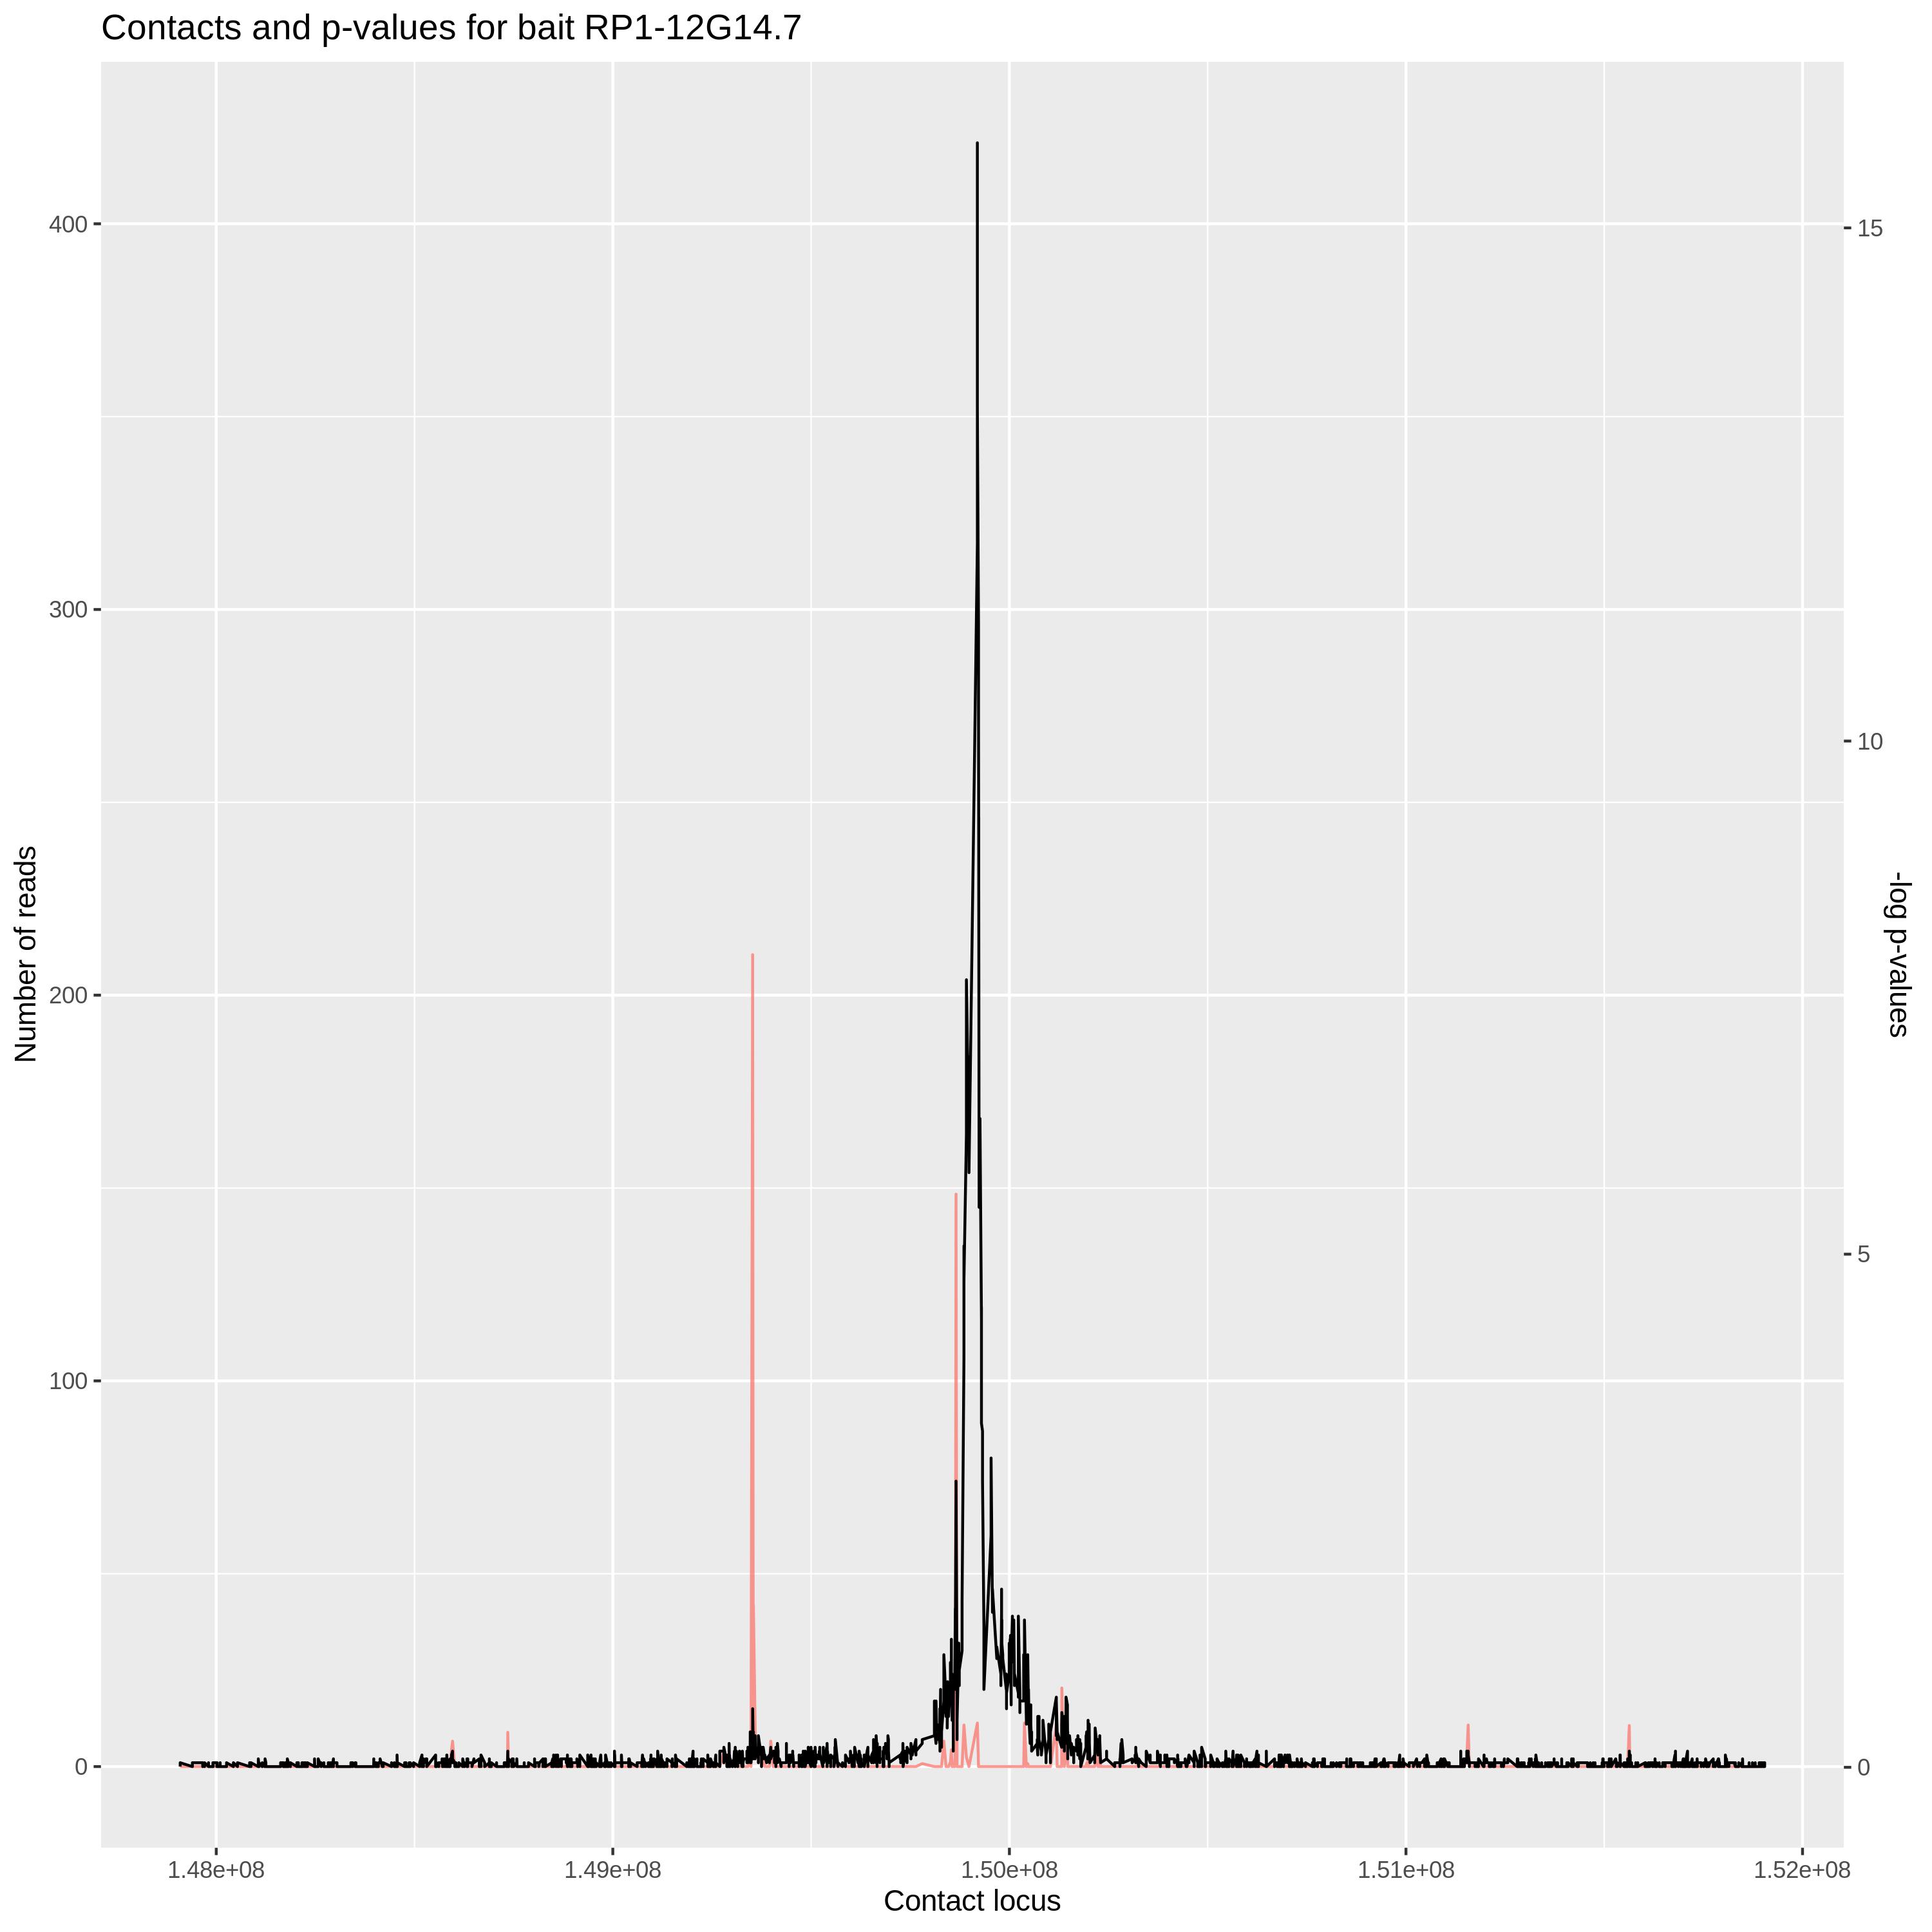 Contacts and p-values for bait RP1-12G14.7
400
300
200
100
0
Number of reads
15
10
5
0
-log p-values
1.48e+08
1.49e+08
1.50e+08
1.51e+08
1.52e+08
Contact locus